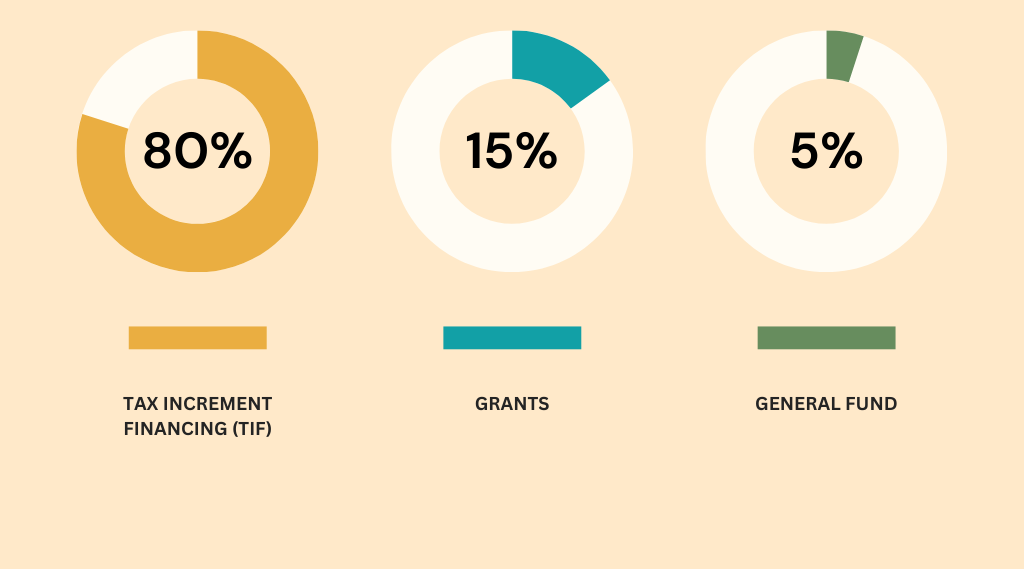 80%
15%
5%
TAX INCREMENT
FINANCING (TIF)
GRANTS
GENERAL FUND